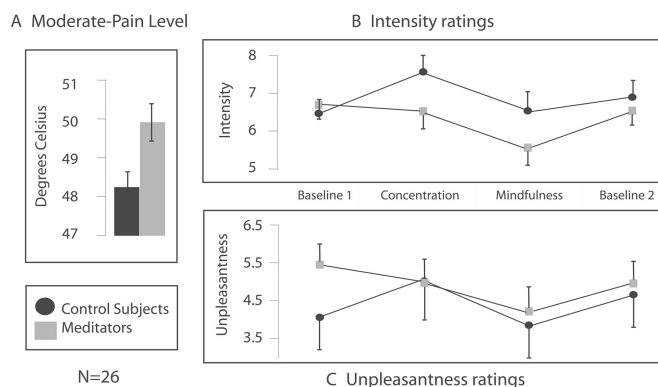 A Moderate-Pain Level
Degrees Celsius
51
50
49
48
47
Control Subjects
Meditators
N=26
B Intensity ratings
Intensity
8
7
6
5
Baseline 1 Concentration Mindfulness Baseline 2
Unpleasantness
6.5
5.5
4.5
3.5
C Unpleasantness ratings